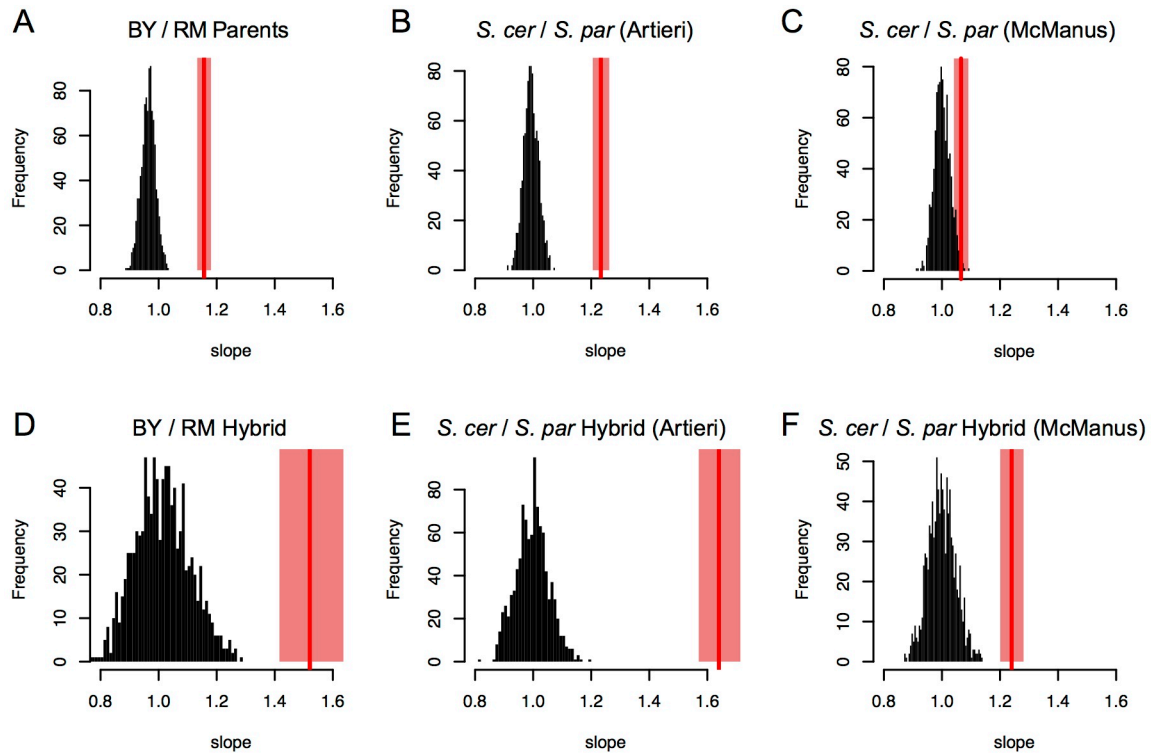 A
BY / RM Parents
Frequency
0
20
40
60
80
0.8 1.0 1.2 1.4 1.6
slope
B
S. cer / S. par (Artieri)
Frequency
0
20
40
60
80
0.8 1.0 1.2 1.4 1.6
slope
C
S. cer / S. par (McManus)
Frequency
0
20
40
60
80
0.8 1.0 1.2 1.4 1.6
slope
D
BY / RM Hybrid
Frequency
0
10
20
30
40
0.8 1.0 1.2 1.4 1.6
slope
E
S. cer / S. par Hybrid (Artieri)
Frequency
0
20
40
60
80
0.8 1.0 1.2 1.4 1.6
slope
F
S. cer / S. par Hybrid (McManus)
Frequency
0
10
20
30
40
50
0.8 1.0 1.2 1.4 1.6
slope